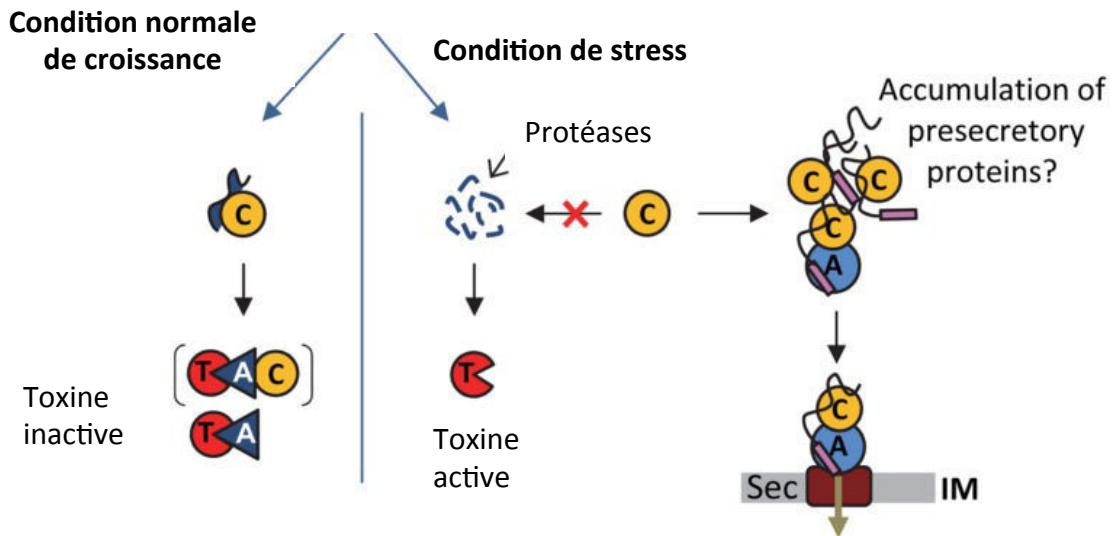 Condition normale
de croissance
Condition de stress
Protéases
Accumulation of
presecretory
proteins?
C
C
C
C
C
A
T
A
C
T
A
Toxine
inactive
T
Toxine
active
C
A
Sec
IM